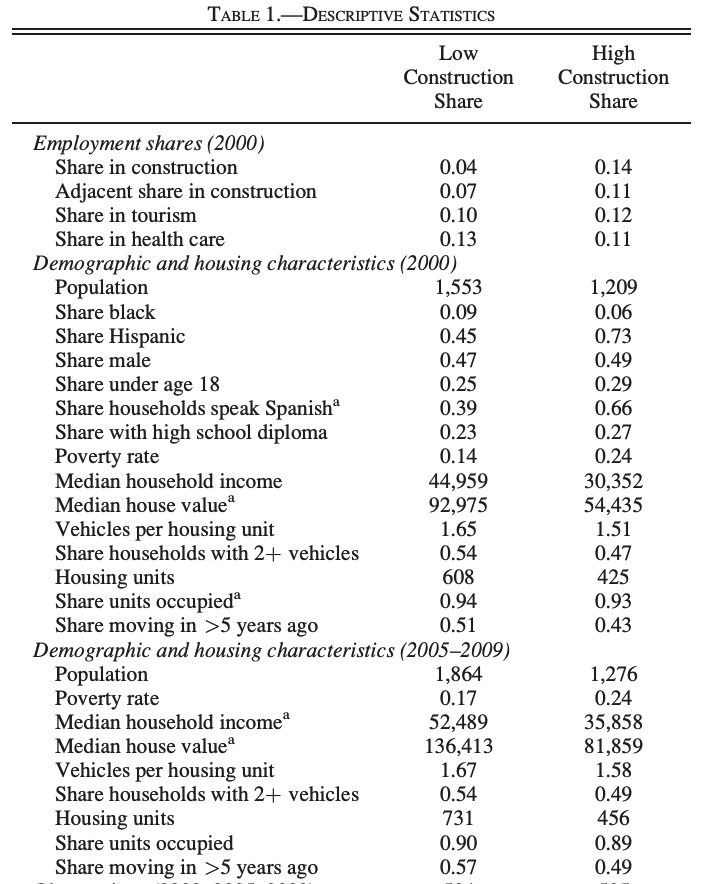 TABLE 1.—DESCRIPTIVE STATISTICS
Low Construction Share High Construction Share
Employment shares (2000)
Share in construction 0.04 0.14
Adjacent share in construction 0.07 0.11
Share in tourism 0.10 0.12
Share in health care 0.13 0.11
Demographic and housing characteristics (2000)
Population 1,553 1,209
Share black 0.09 0.06
Share Hispanic 0.45 0.73
Share male 0.47 0.49
Share under age 18 0.25 0.29
Share households speak Spanishᵃ 0.39 0.66
Share with high school diploma 0.23 0.27
Poverty rate 0.14 0.24
Median household income 44,959 30,352
Median house valueᵃ 92,975 54,435
Vehicles per housing unit 1.65 1.51
Share households with 2+ vehicles 0.54 0.47
Housing units 608 425
Share units occupiedᵃ 0.94 0.93
Share moving in >5 years ago 0.51 0.43
Demographic and housing characteristics (2005–2009)
Population 1,864 1,276
Poverty rate 0.17 0.24
Median household incomeᵃ 52,489 35,858
Median house valueᵃ 136,413 81,859
Vehicles per housing unit 1.67 1.58
Share households with 2+ vehicles 0.54 0.49
Housing units 731 456
Share units occupied 0.90 0.89
Share moving in >5 years ago 0.57 0.49